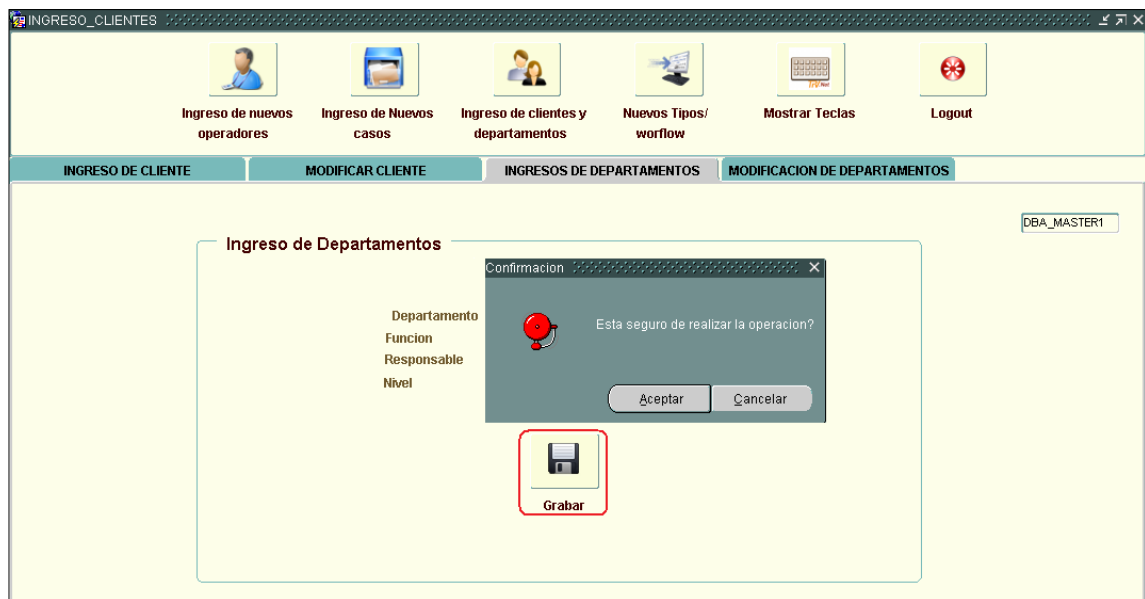 INGRESO_CLIENTES
Ingreso de nuevos
operadores
Ingreso de Nuevos
casos
Ingreso de clientes y
departamentos
Nuevos Tipos/
worflow
Mostrar Teclas
Logout
INGRESO DE CLIENTE
MODIFICAR CLIENTE
INGRESOS DE DEPARTAMENTOS
MODIFICACION DE DEPARTAMENTOS
DBA_MASTER1
Ingreso de Departamentos
Confirmacion
Esta seguro de realizar la operacion?
Aceptar
Cancelar
Departamento
Funcion
Responsable
Nivel
Grabar